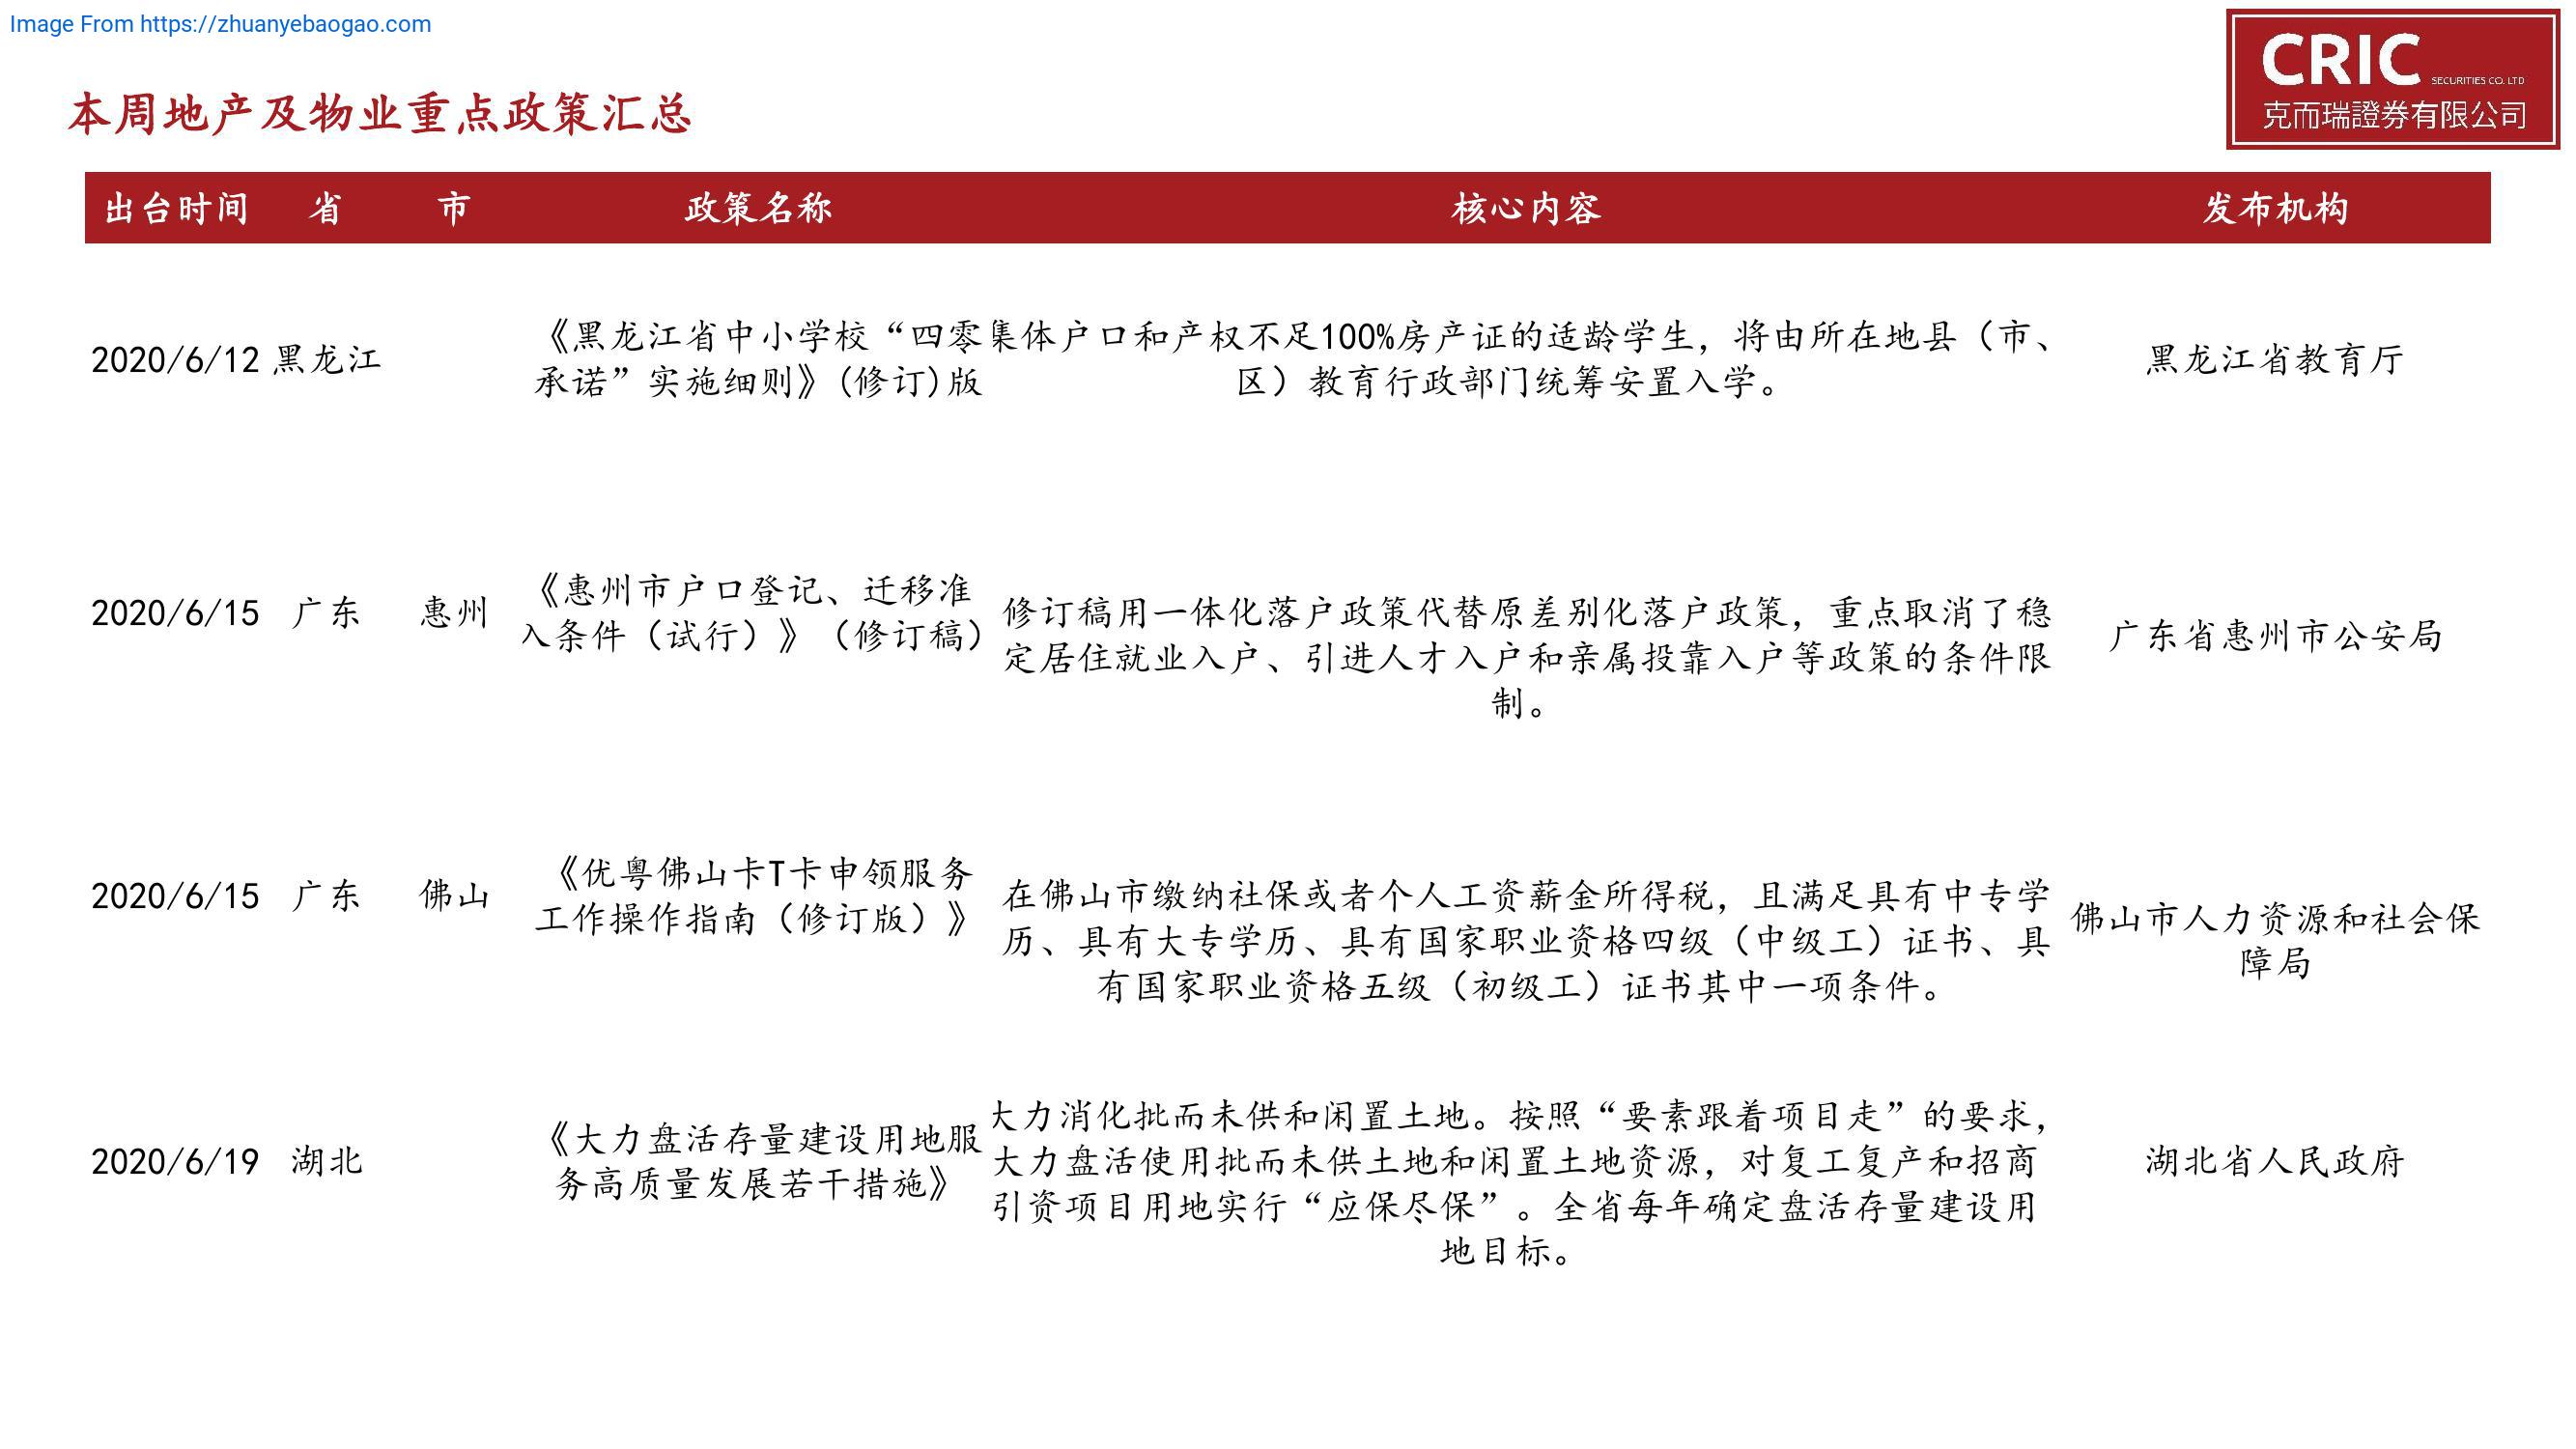 Image From https://zhuanyebaogao.com
CRIC SECURITIES CO. LTD
克而瑞證券有限公司
本周地产及物业重点政策汇总
出台时间 省 市 政策名称 核心内容 发布机构
2020/6/12 黑龙江
《黑龙江省中小学校“四零
承诺”实施细则》(修订)版
集体户口和产权不足100%房产证的适龄学生，将由所在地县（市、
区）教育行政部门统筹安置入学。
黑龙江省教育厅
2020/6/15 广东 惠州
《惠州市户口登记、迁移准
入条件（试行）》（修订稿）
修订稿用一体化落户政策代替原差别化落户政策，重点取消了稳
定居住就业入户、引进人才入户和亲属投靠入户等政策的条件限
制。
广东省惠州市公安局
2020/6/15 广东 佛山
《优粤佛山卡T卡申领服务
工作操作指南（修订版）》
在佛山市缴纳社保或者个人工资薪金所得税，且满足具有中专学
历、具有大专学历、具有国家职业资格四级（中级工）证书、具
有国家职业资格五级（初级工）证书其中一项条件。
佛山市人力资源和社会保
障局
2020/6/19 湖北
《大力盘活存量建设用地服
务高质量发展若干措施》
大力消化批而未供和闲置土地。按照“要素跟着项目走”的要求，
大力盘活使用批而未供土地和闲置土地资源，对复工复产和招商
引资项目用地实行“应保尽保”。全省每年确定盘活存量建设用
地目标。
湖北省人民政府